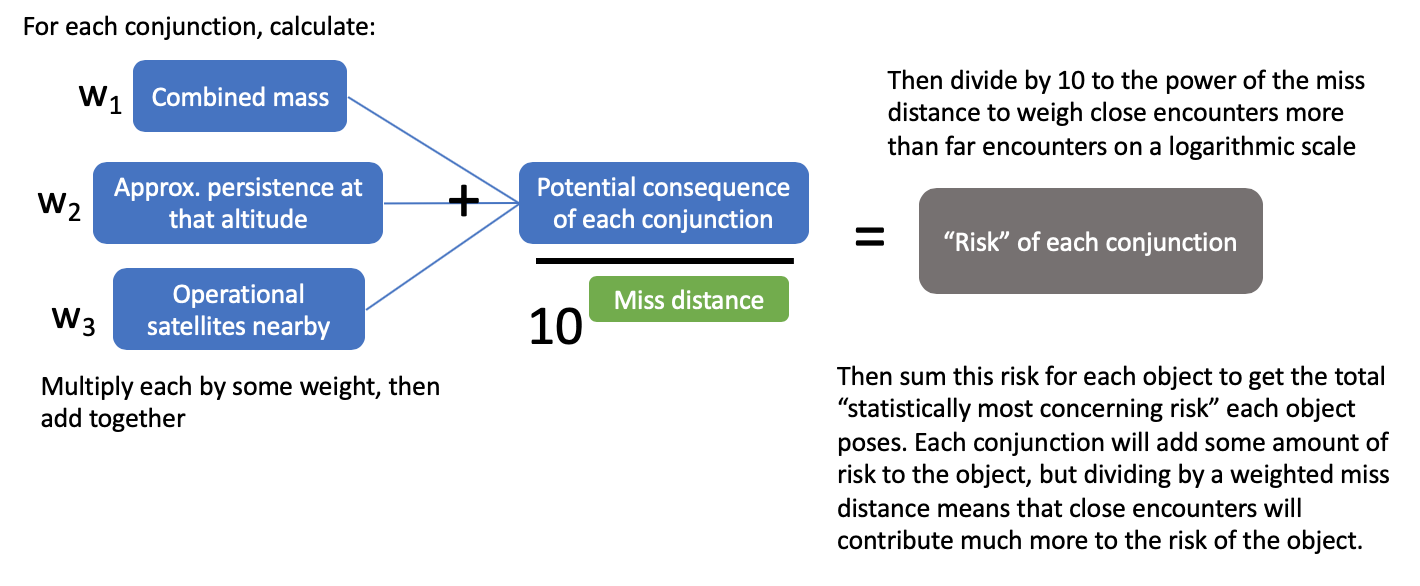 For each conjunction, calculate:
w1
Combined mass
w2
Approx. persistence at
that altitude
w3
Operational
satellites nearby
Multiply each by some weight, then
add together
+
Potential consequence
of each conjunction
10
Miss distance
=
Then divide by 10 to the power of the miss
distance to weigh close encounters more
than far encounters on a logarithmic scale
“Risk” of each conjunction
Then sum this risk for each object to get the total
“statistically most concerning risk” each object
poses. Each conjunction will add some amount of
risk to the object, but dividing by a weighted miss
distance means that close encounters will
contribute much more to the risk of the object.